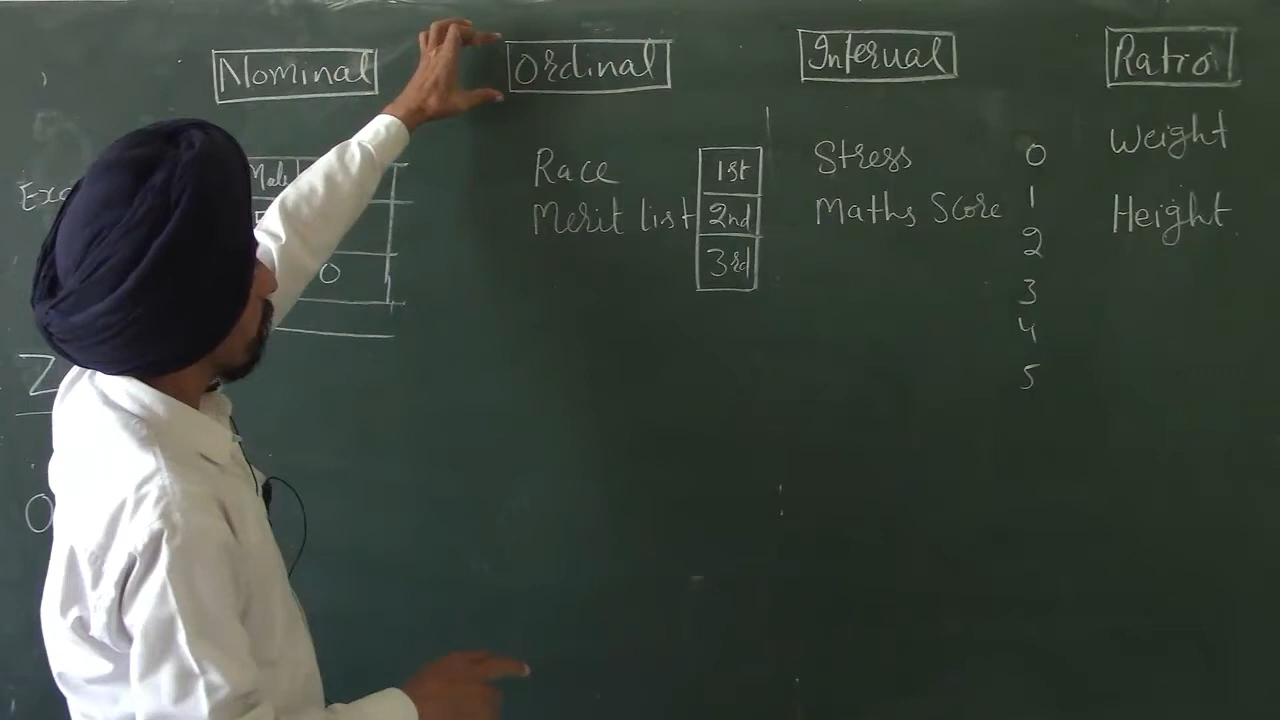 Nominal
Ordinal
Interval
Ratio
Male
0
Race
Merit list
1st
2nd
3rd
Stress
Maths Score
0
1
2
3
4
5
Weight
Height